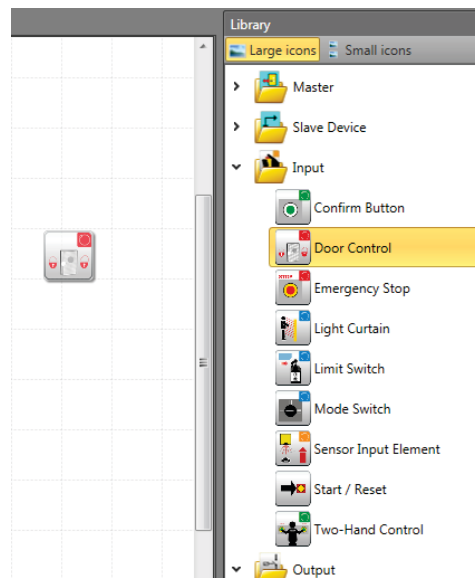 Library
Large icons Small icons
Master
Slave Device
Input
Confirm Button
Door Control
Emergency Stop
Light Curtain
Limit Switch
Mode Switch
Sensor Input Element
Start / Reset
Two-Hand Control
Output